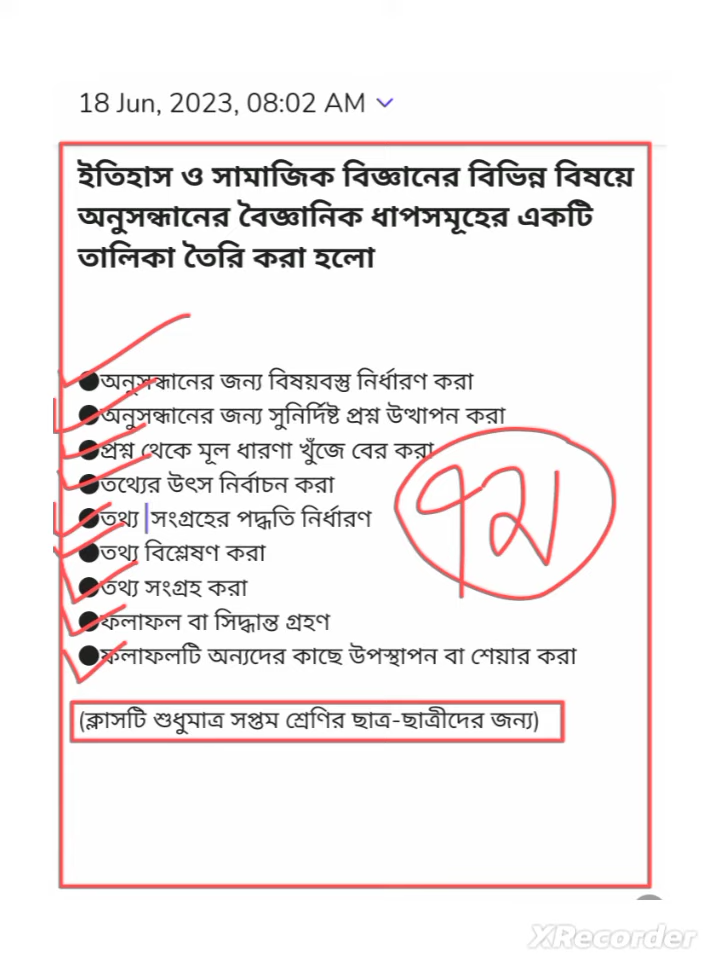 18 Jun, 2023, 08:02 AM
ইতিহাস ও সামাজিক বিজ্ঞানের বিভিন্ন বিষয়ে
অনুসন্ধানের বৈজ্ঞানিক ধাপসমূহের একটি
তালিকা তৈরি করা হলো
●অনুসন্ধানের জন্য বিষয়বস্তু নির্ধারণ করা
●অনুসন্ধানের জন্য সুনির্দিষ্ট প্রশ্ন উত্থাপন করা
●প্রশ্ন থেকে মূল ধারণা খুঁজে বের করা
●তথ্যের উৎস নির্বাচন করা
●তথ্য সংগ্রহের পদ্ধতি নির্ধারণ
●তথ্য বিশ্লেষণ করা
●তথ্য সংগ্রহ করা
●ফলাফল বা সিদ্ধান্ত গ্রহণ
●ফলাফলটি অন্যদের কাছে উপস্থাপন বা শেয়ার করা
৭ম
(ক্লাসটি শুধুমাত্র সপ্তম শ্রেণির ছাত্র-ছাত্রীদের জন্য)
XRecorder